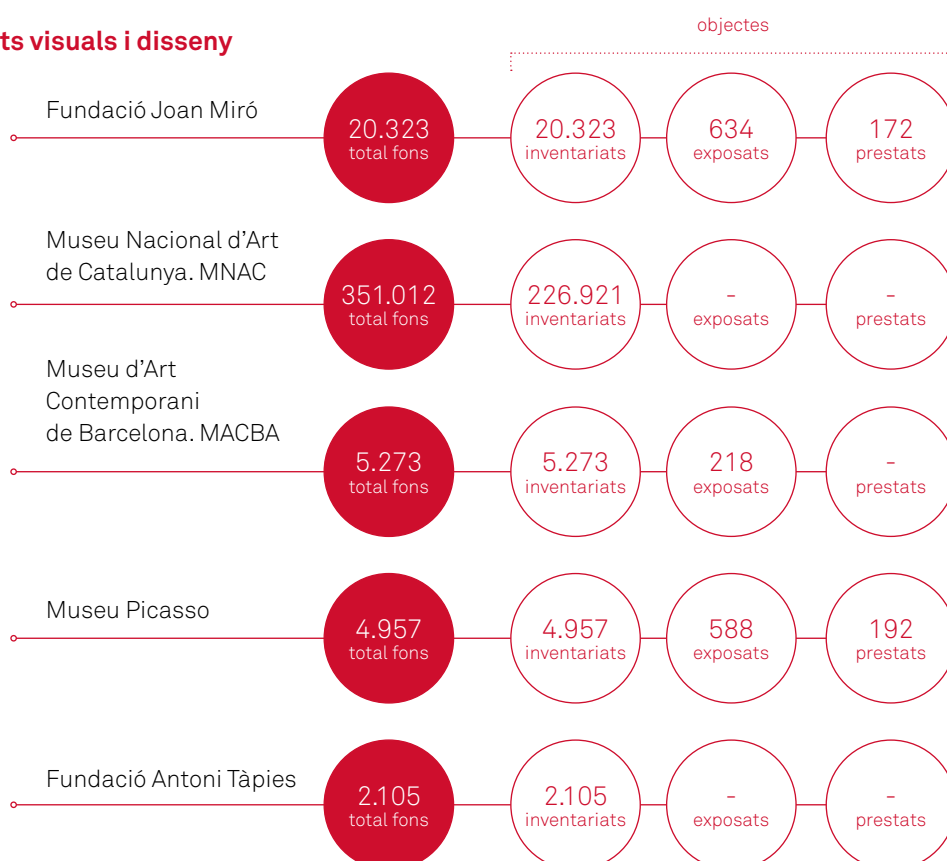 ts visuals i disseny
objectes
Fundació Joan Miró
20.323
total fons
20.323
inventariats
634
exposats
172
prestats
Museu Nacional d'Art
de Catalunya. MNAC
351.012
total fons
226.921
inventariats
-
exposats
-
prestats
Museu d'Art
Contemporani
de Barcelona. MACBA
5.273
total fons
5.273
inventariats
218
exposats
-
prestats
Museu Picasso
4.957
total fons
4.957
inventariats
588
exposats
192
prestats
Fundació Antoni Tàpies
2.105
total fons
2.105
inventariats
-
exposats
-
prestats